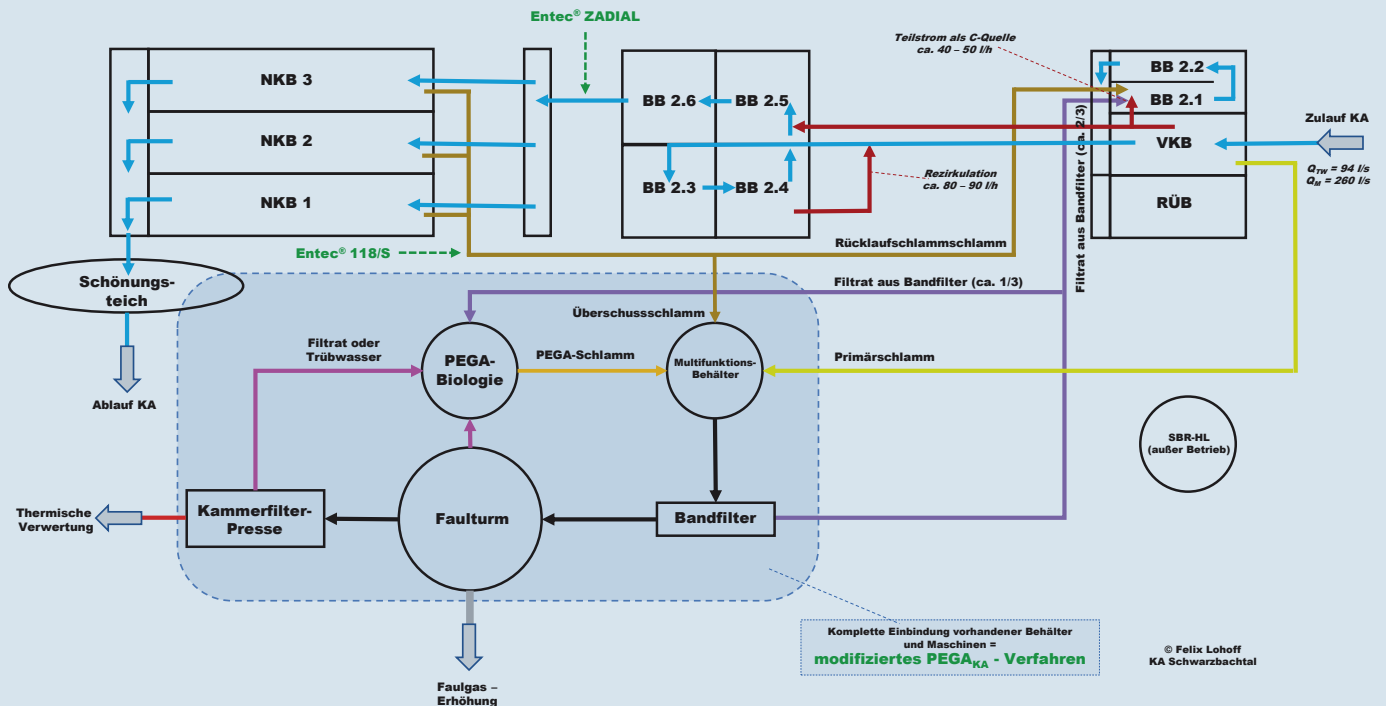 Entec® ZADIAL
Teilstrom als C-Quelle
ca. 40 – 50 l/h
NKB 3
NKB 2
NKB 1
BB 2.6
BB 2.5
BB 2.3
BB 2.4
BB 2.2
BB 2.1
VKB
RÜB
Zulauf KA
QTW = 94 l/s
QM = 260 l/s
Rezirkulation
ca. 80 – 90 l/h
Filtrat aus Bandfilter (ca. 2/3)
Entec® 118/S
Rücklaufschlammschlamm
Schönungs-
teich
Filtrat aus Bandfilter (ca. 1/3)
Überschussschlamm
Filtrat oder
Trübwasser
PEGA-
Biologie
PEGA-Schlamm
Multifunktions-
Behälter
Primärschlamm
Ablauf KA
SBR-HL
(außer Betrieb)
Thermische
Verwertung
Kammerfilter-
Presse
Faulturm
Bandfilter
Komplette Einbindung vorhandener Behälter
und Maschinen =
modifiziertes PEGAKA - Verfahren
© Felix Lohoff
KA Schwarzbachtal
Faulgas –
Erhöhung